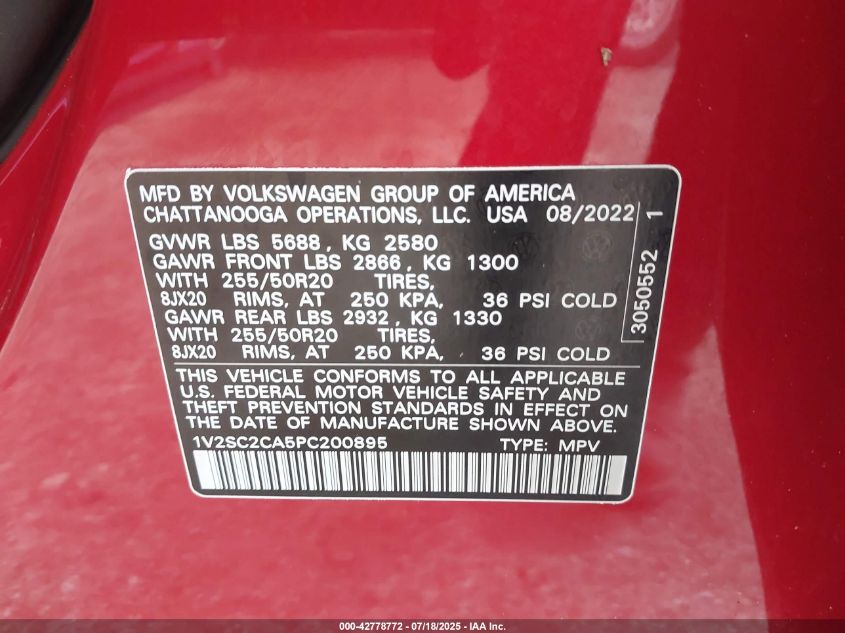 MFD BY VOLKSWAGEN GROUP OF AMERICA
CHATTANOOGA OPERATIONS, LLC. USA 08/2022
GVWR LBS 5688, KG 2580
GAWR FRONT LBS 2866, KG 1300
WITH 255/50R20 TIRES,
8JX20 RIMS, AT 250 KPA, 36 PSI COLD
GAWR REAR LBS 2932, KG 1330
WITH 255/50R20 TIRES,
8JX20 RIMS, AT 250 KPA, 36 PSI COLD
THIS VEHICLE CONFORMS TO ALL APPLICABLE
U.S. FEDERAL MOTOR VEHICLE SAFETY AND
THEFT PREVENTION STANDARDS IN EFFECT ON
THE DATE OF MANUFACTURE SHOWN ABOVE.
1V2SC2CA5PC200895 TYPE: MPV
3050552 1
000-42778772 - 07/18/2025 - IAA Inc.